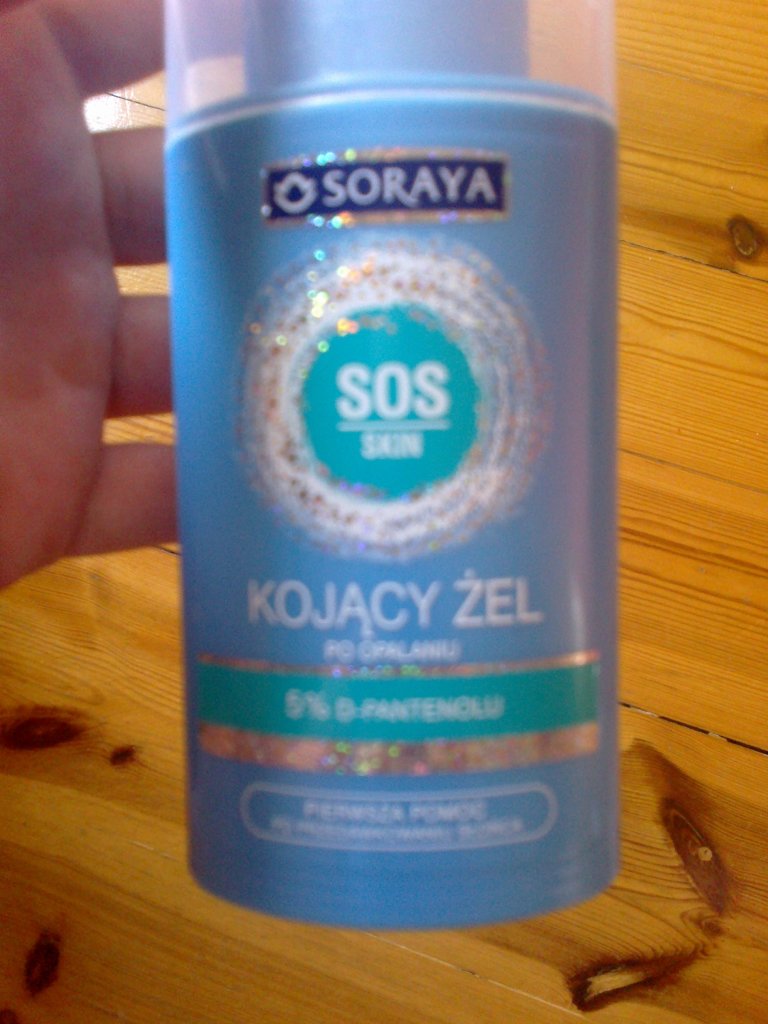 SORAYA
SOS
SKIN
KOJĄCY ŻEL
PO OPALANIU
5% D-PANTENOLU
PIERWSZA POMOC